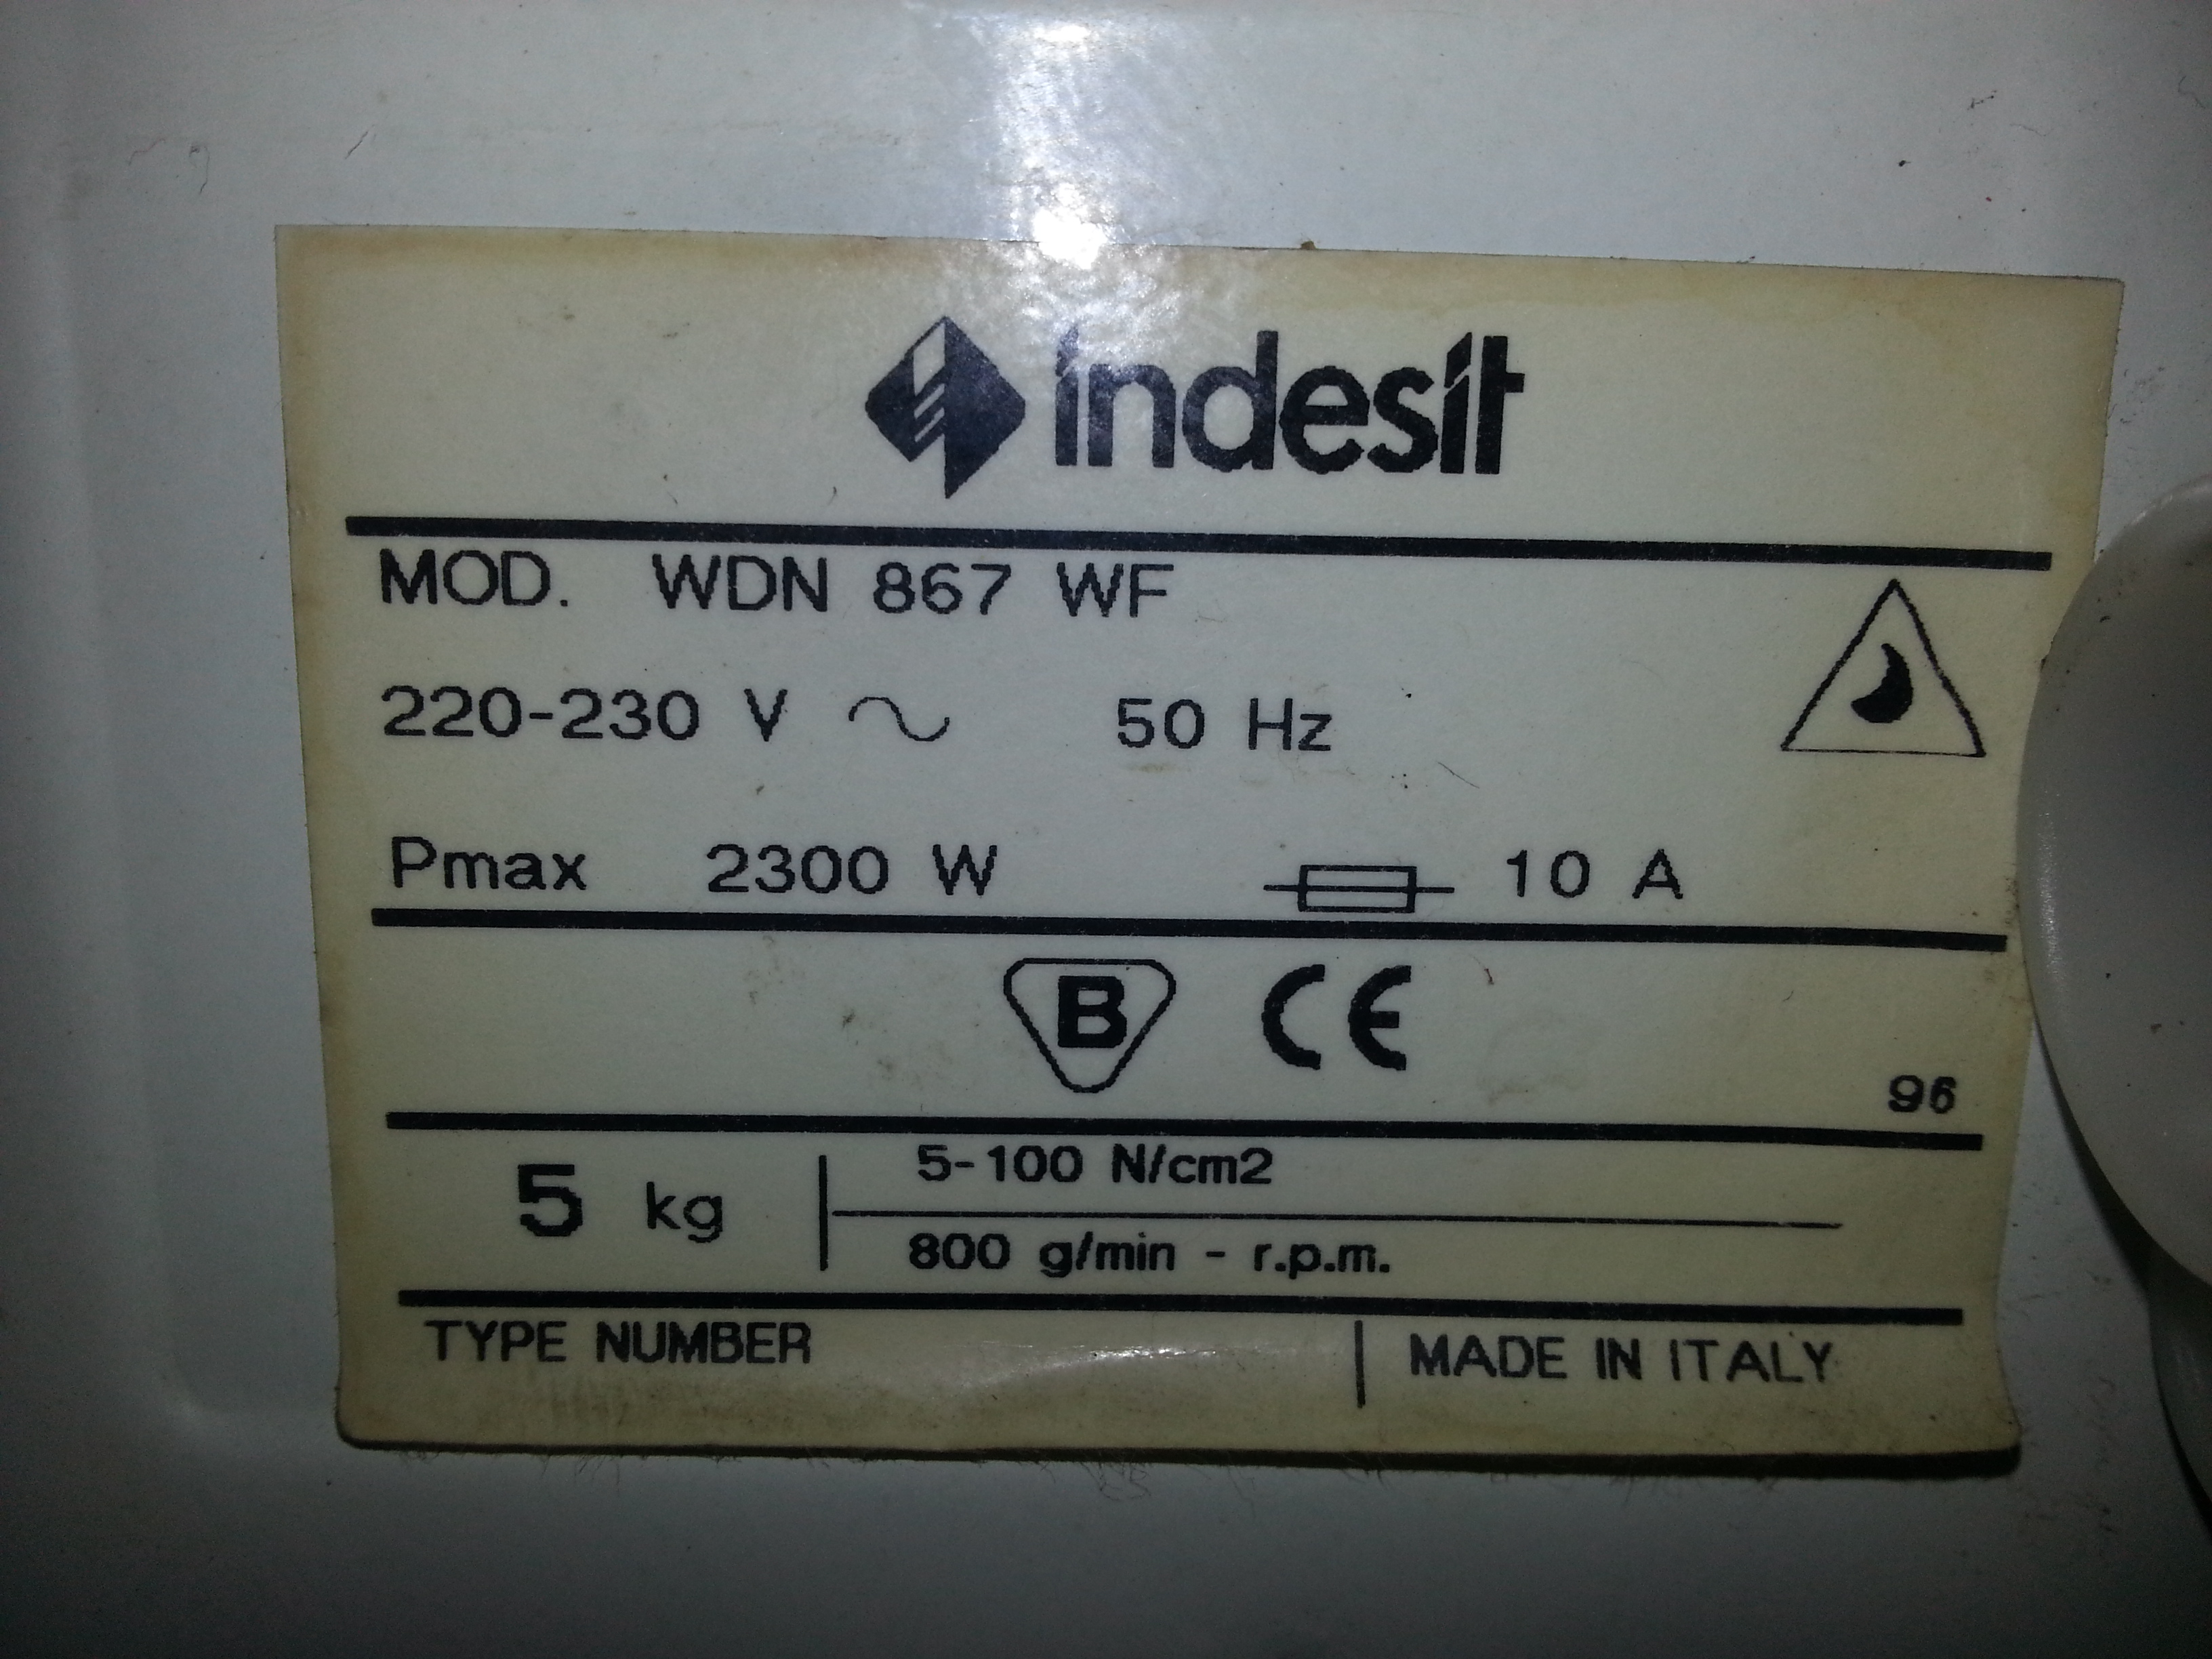 indesit
MOD. WDN 867 WF
220-230 V ~ 50 Hz
Pmax 2300 W 10 A
B CE
96
5 kg
5-100 N/cm2
800 g/min - r.p.m.
TYPE NUMBER
MADE IN ITALY